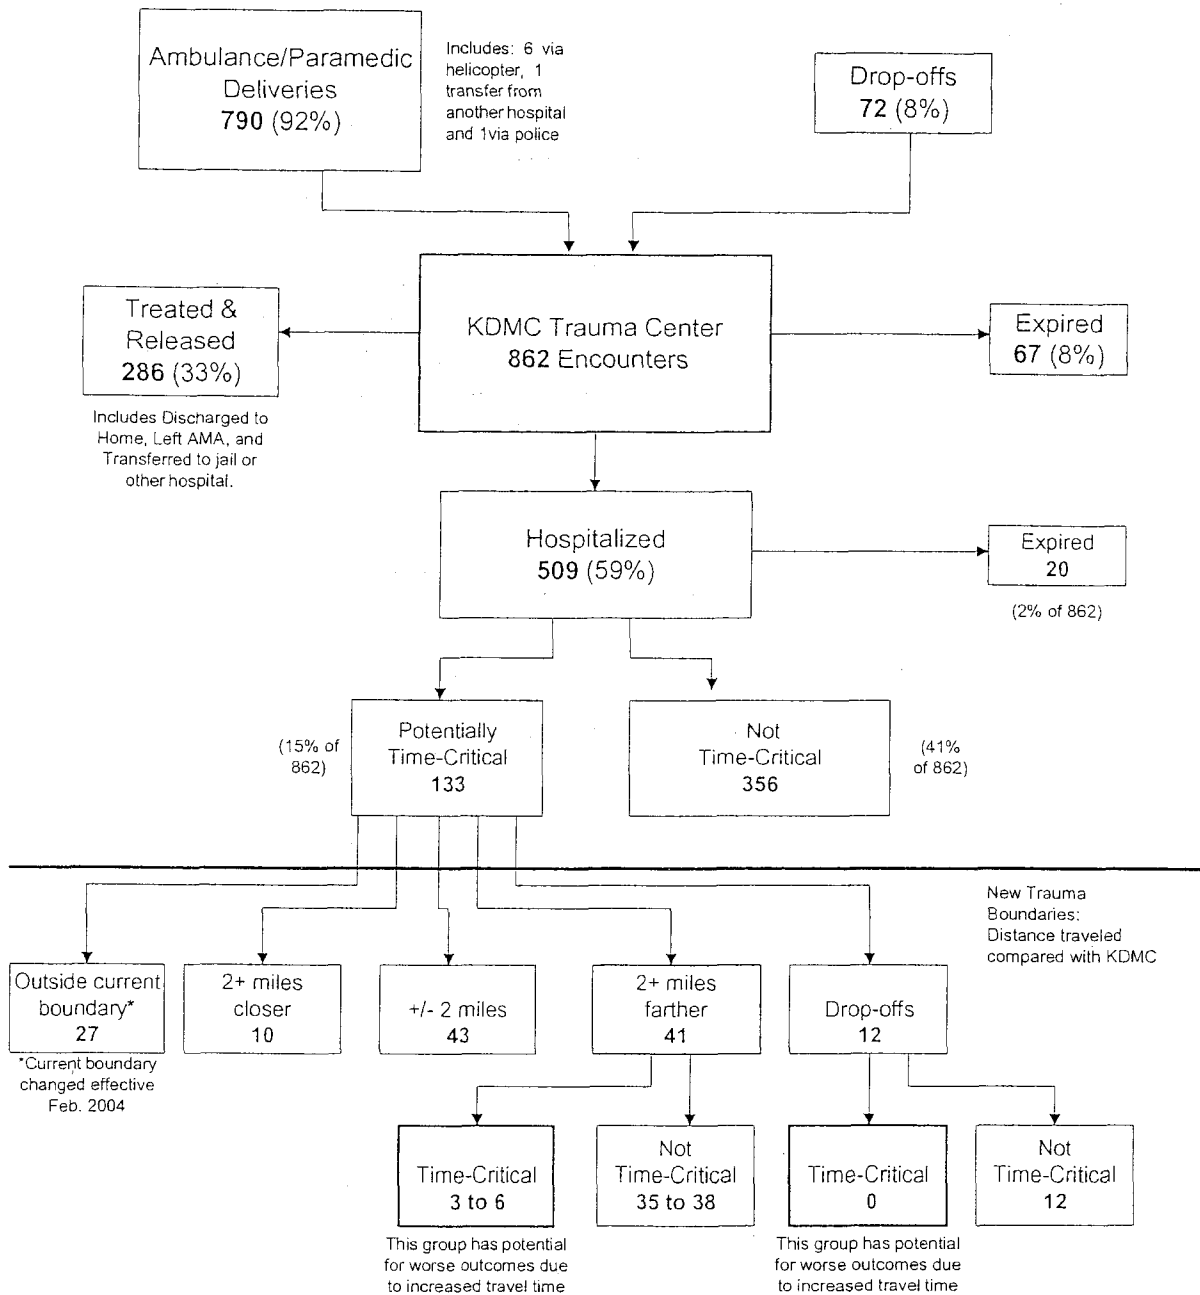 Ambulance/Paramedic
Deliveries
790 (92%)
Includes: 6 via
helicopter, 1
transfer from
another hospital
and 1via police
Drop-offs
72 (8%)
Treated &
Released
286 (33%)
Includes Discharged to
Home, Left AMA, and
Transferred to jail or
other hospital.
KDMC Trauma Center
862 Encounters
Expired
67 (8%)
Hospitalized
509 (59%)
Expired
20
(2% of 862)
(15% of
862)
Potentially
Time-Critical
133
Not
Time-Critical
356
(41%
of 862)
New Trauma
Boundaries:
Distance traveled
compared with KDMC
Outside current
boundary*
27
*Current boundary
changed effective
Feb. 2004
2+ miles
closer
10
+/- 2 miles
43
2+ miles
farther
41
Drop-offs
12
Time-Critical
3 to 6
This group has potential
for worse outcomes due
to increased travel time
Not
Time-Critical
35 to 38
Time-Critical
0
This group has potential
for worse outcomes due
to increased travel time
Not
Time-Critical
12